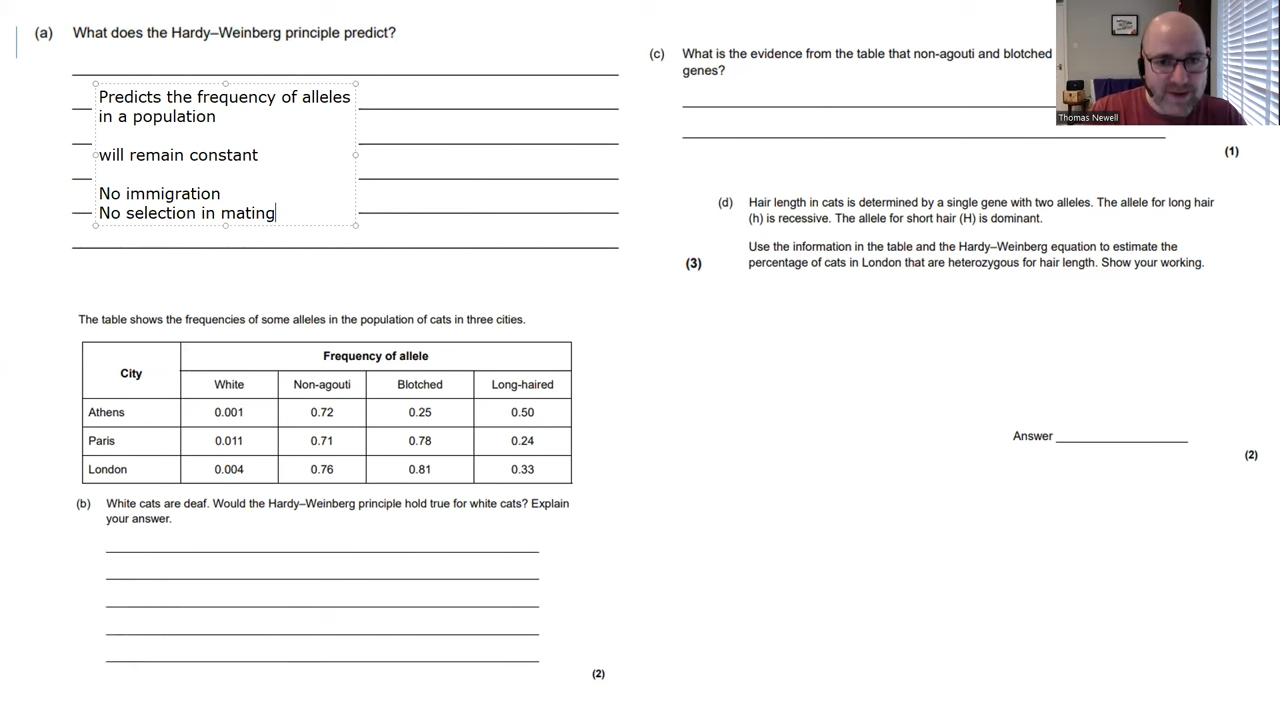 (a) What does the Hardy–Weinberg principle predict?
Predicts the frequency of alleles
in a population
will remain constant
No immigration
No selection in mating
(3)
The table shows the frequencies of some alleles in the population of cats in three cities.
City Frequency of allele
White Non-agouti Blotched Long-haired
Athens 0.001 0.72 0.25 0.50
Paris 0.011 0.71 0.78 0.24
London 0.004 0.76 0.81 0.33
(b) White cats are deaf. Would the Hardy–Weinberg principle hold true for white cats? Explain
your answer.
(2)
(c) What is the evidence from the table that non-agouti and blotched
genes?
(1)
(d) Hair length in cats is determined by a single gene with two alleles. The allele for long hair
(h) is recessive. The allele for short hair (H) is dominant.
Use the information in the table and the Hardy–Weinberg equation to estimate the
percentage of cats in London that are heterozygous for hair length. Show your working.
Answer
(2)
Thomas Newell